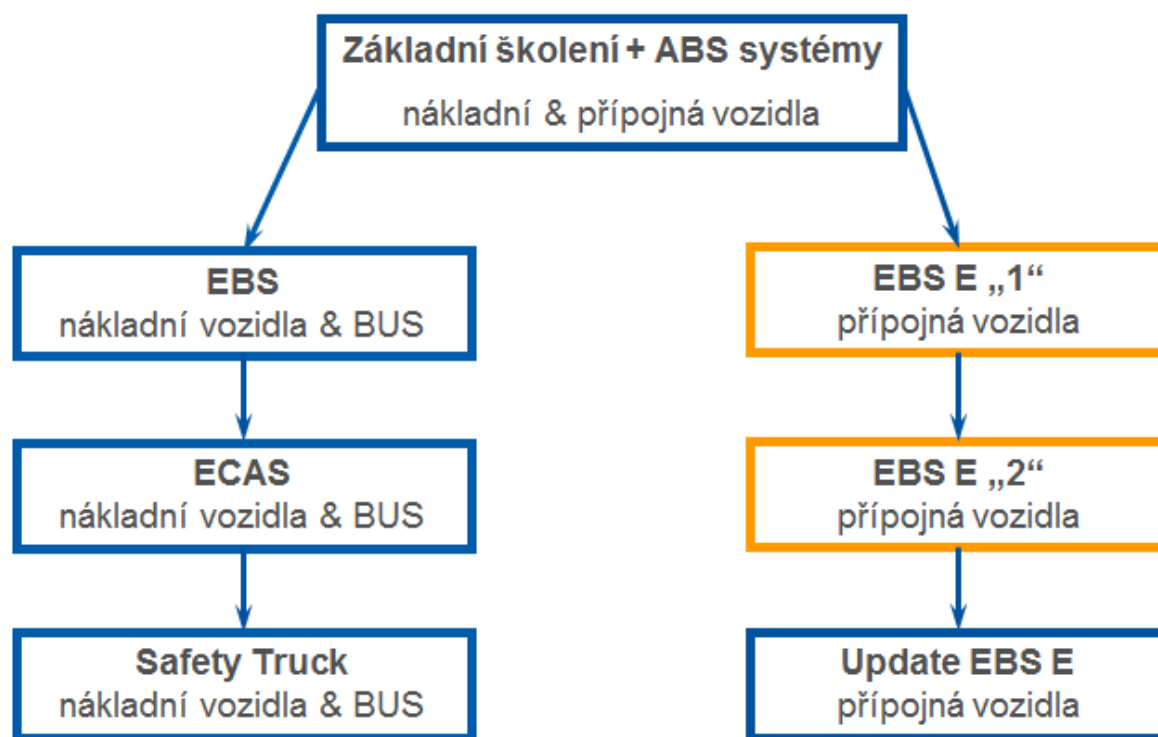 Základní školení + ABS systémy
nákladní & přípojná vozidla
EBS
nákladní vozidla & BUS
ECAS
nákladní vozidla & BUS
Safety Truck
nákladní vozidla & BUS
EBS E „1“
přípojná vozidla
EBS E „2“
přípojná vozidla
Update EBS E
přípojná vozidla